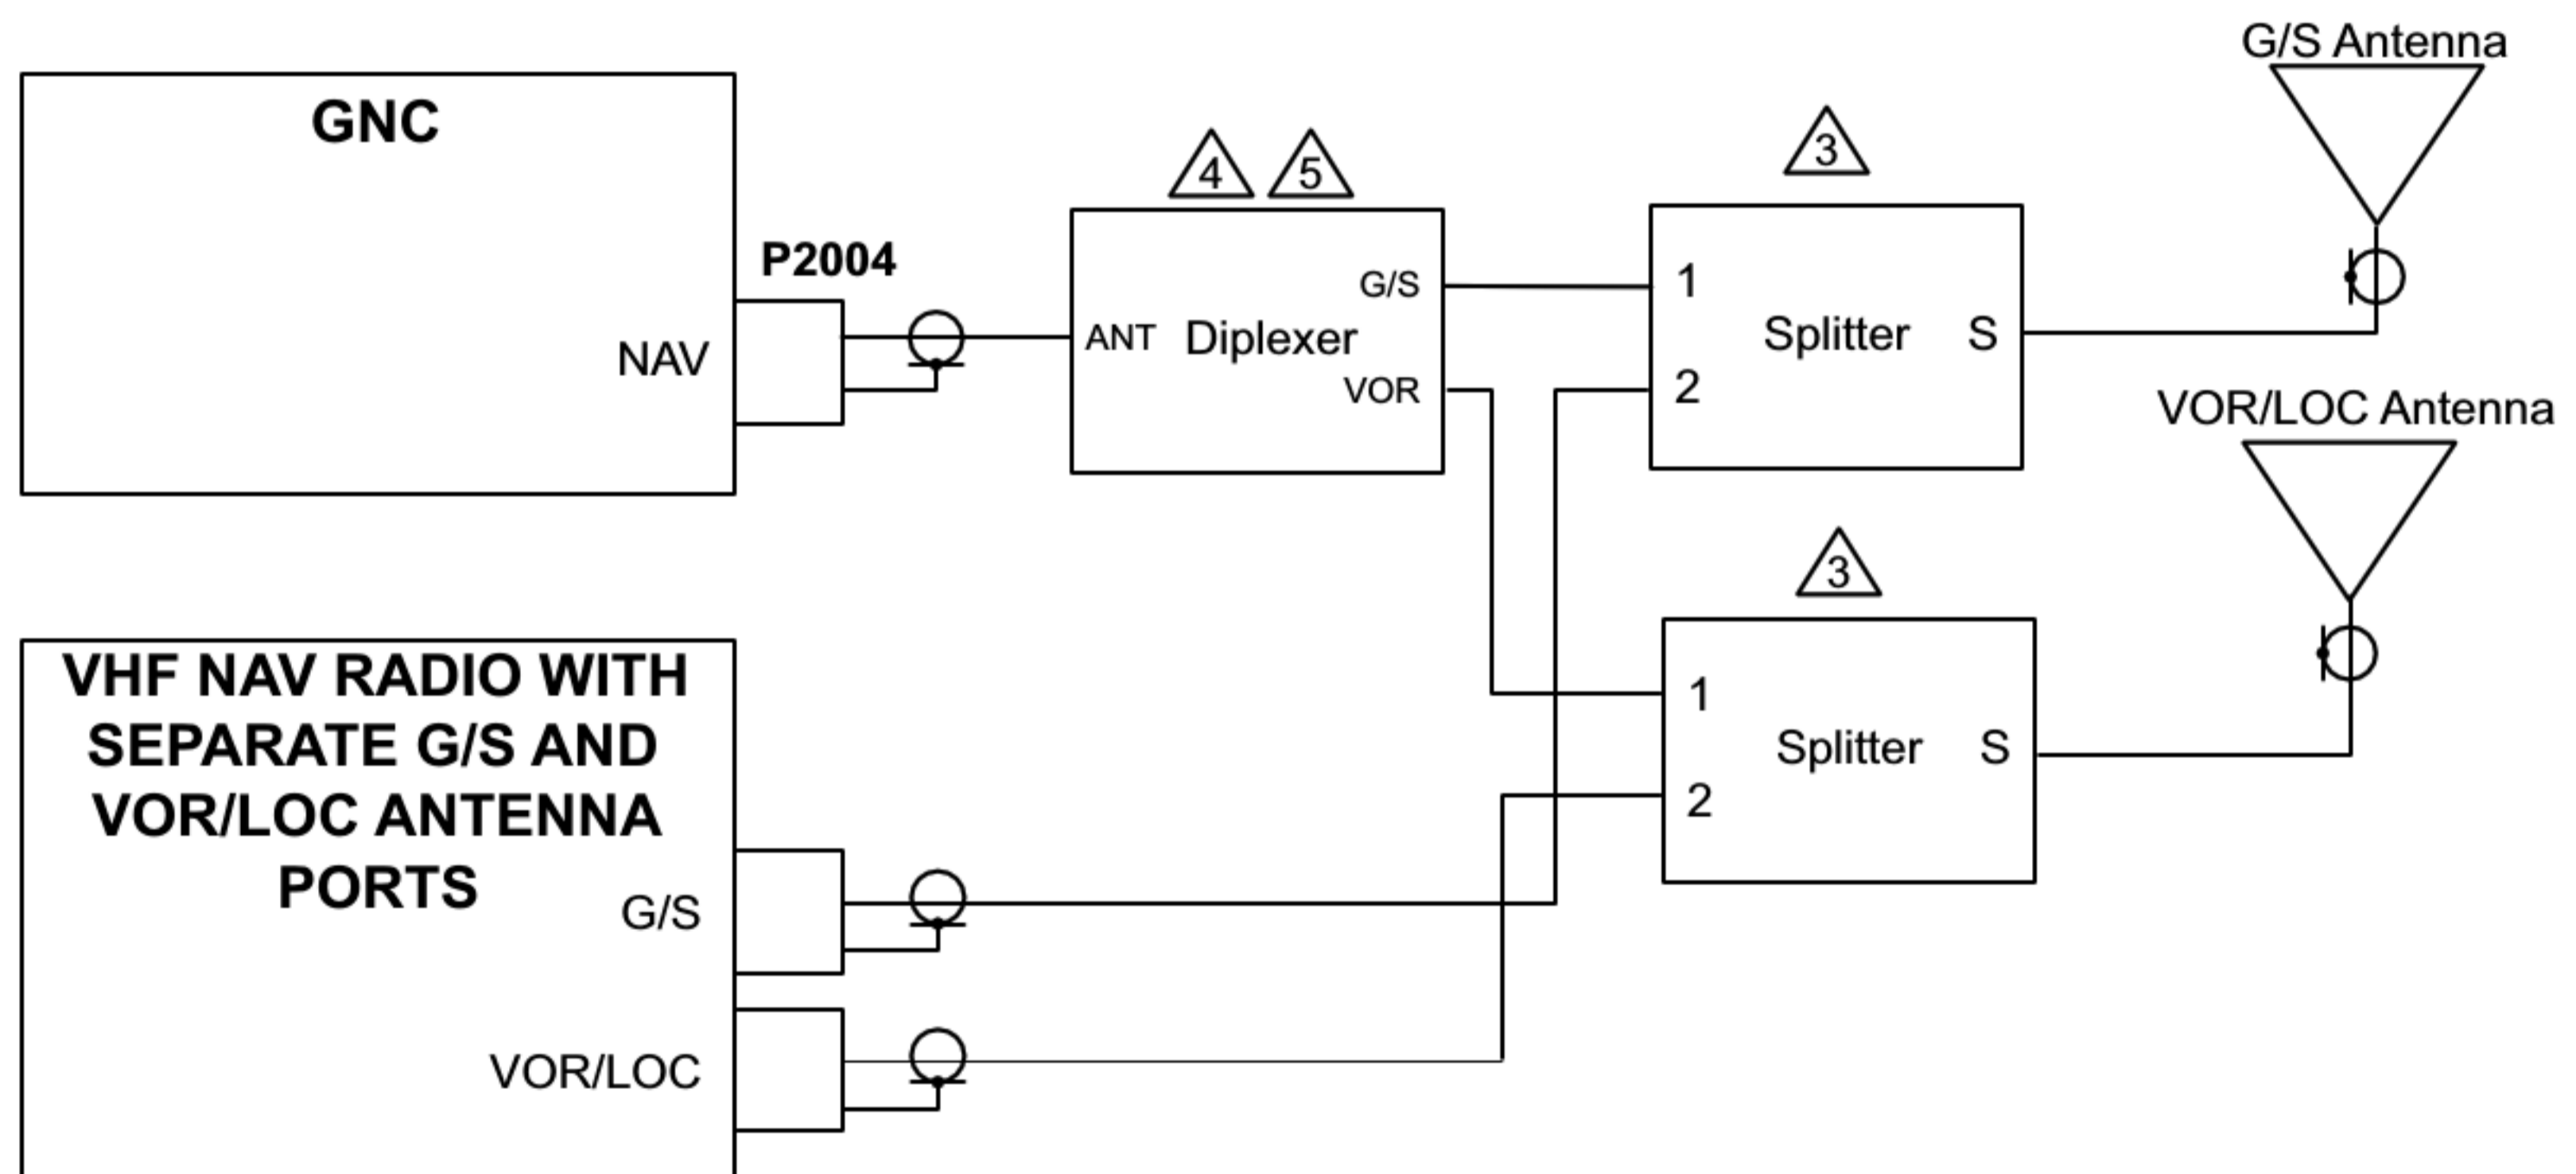 G/S Antenna
GNC
4
5
3
P2004
G/S
1
ANT
Diplexer
Splitter
S
NAV
VOR
2
VOR/LOC Antenna
3
VHF NAV RADIO WITH
SEPARATE G/S AND
VOR/LOC ANTENNA
PORTS
1
Splitter
S
2
G/S
VOR/LOC